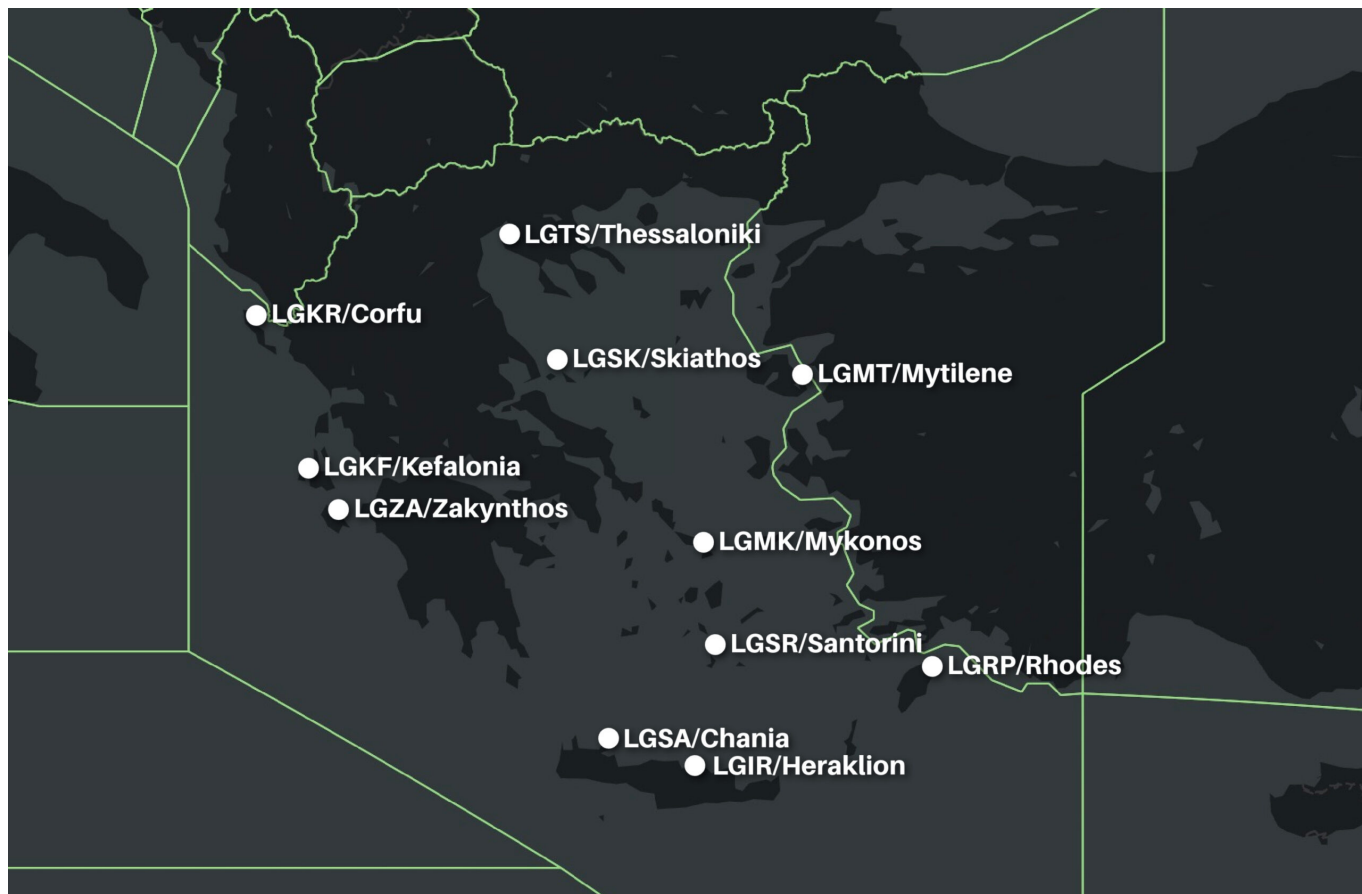 LGTS/Thessaloniki
LGKR/Corfu
LGSK/Skiathos
LGMT/Mytilene
LGKF/Kefalonia
LGZA/Zakynthos
LGMK/Mykonos
LGSR/Santorini
LGRP/Rhodes
LGSA/Chania
LGIR/Heraklion